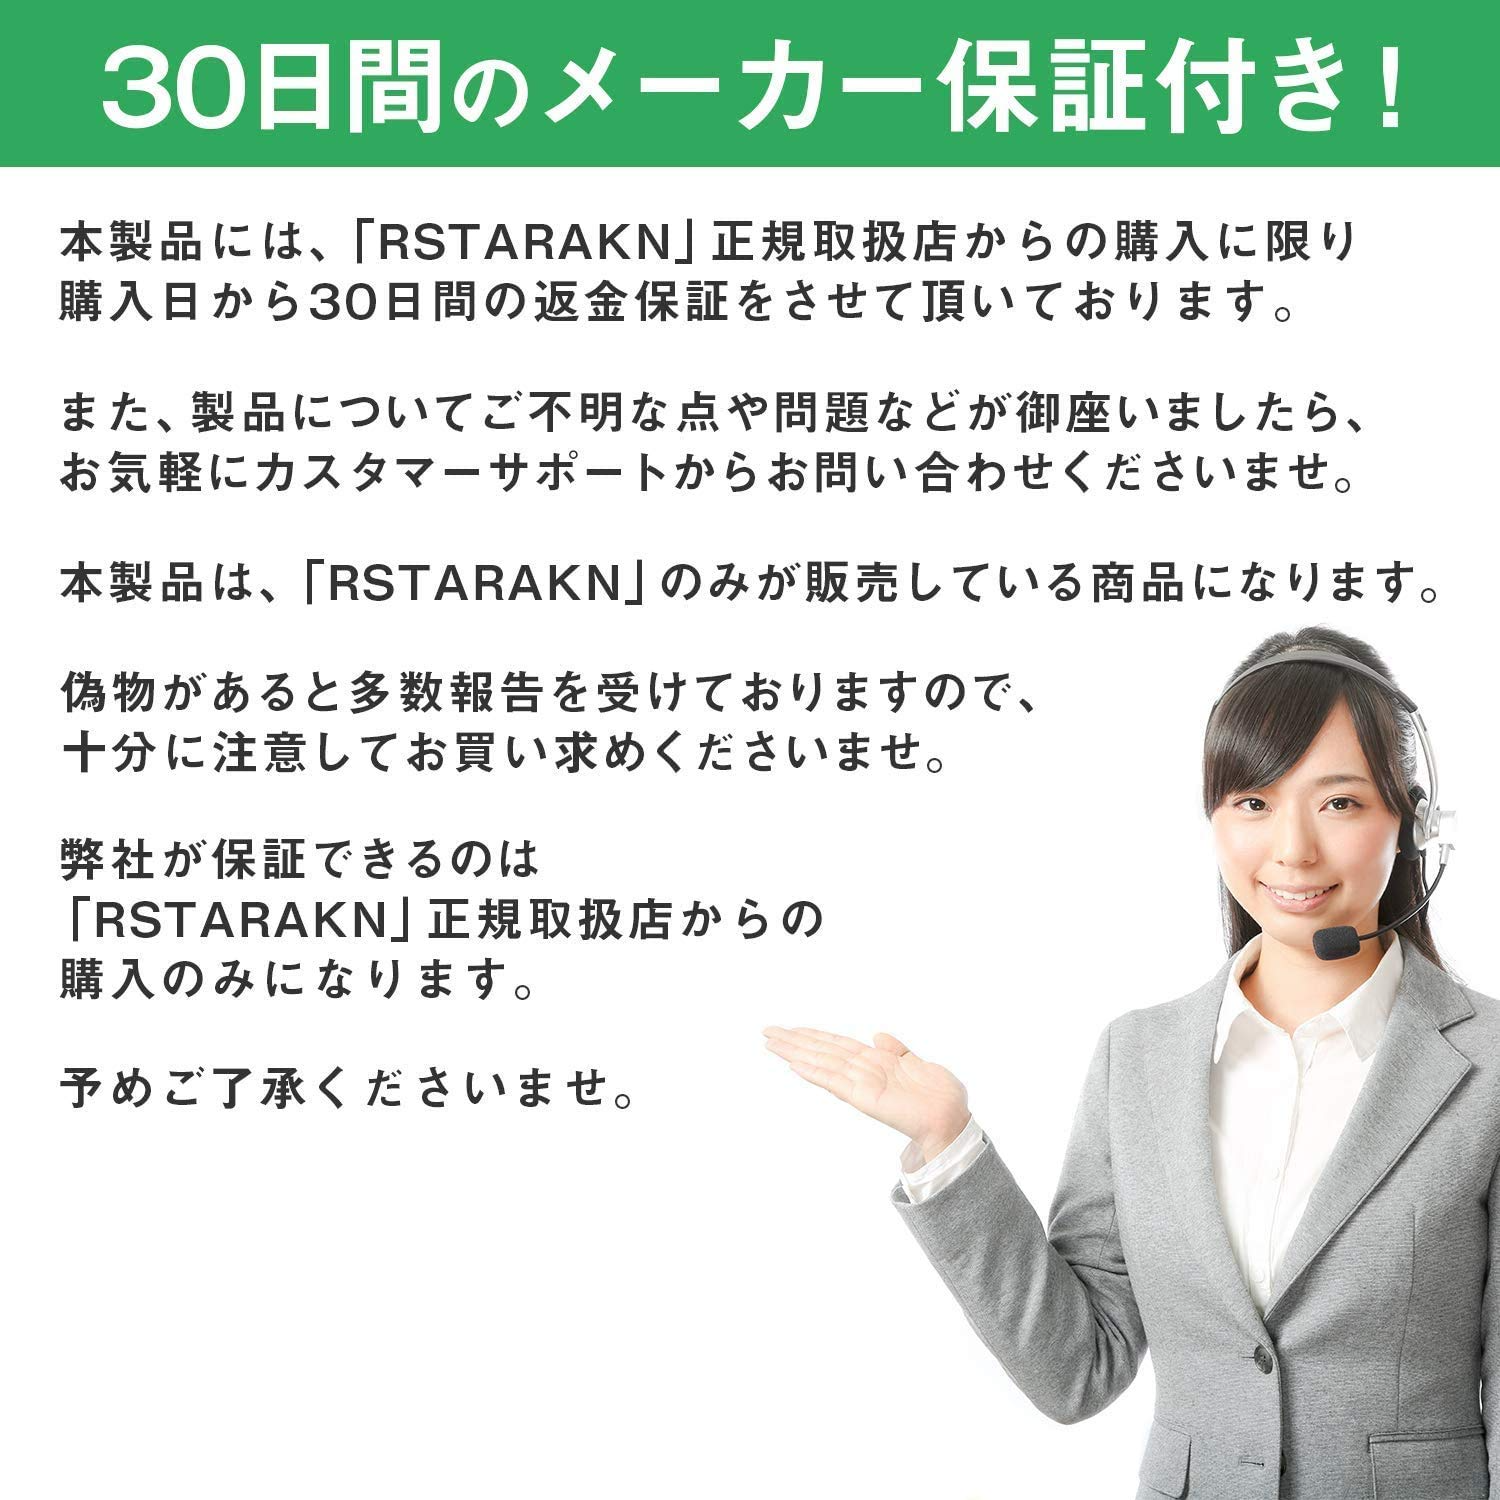 30日間のメーカー保証付き！
本製品には、「RSTARAKN」正規取扱店からの購入に限り
購入日から30日間の返金保証をさせて頂いております。
また、製品についてご不明な点や問題などが御座いましたら、
お気軽にカスタマーサポートからお問い合わせくださいませ。
本製品は、「RSTARAKN」のみが販売している商品になります。
偽物があると多数報告を受けておりますので、
十分に注意してお買い求めくださいませ。
弊社が保証できるのは
「RSTARAKN」正規取扱店からの
購入のみになります。
予めご了承くださいませ。